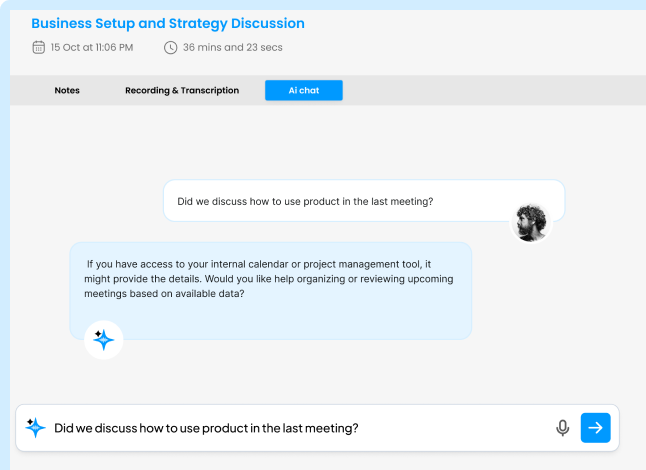 Business Setup and Strategy Discussion
15 Oct at 11:06 PM 36 mins and 23 secs
Notes Recording & Transcription Ai chat
Did we discuss how to use product in the last meeting?
If you have access to your internal calendar or project management tool, it
might provide the details. Would you like help organizing or reviewing upcoming
meetings based on available data?
Did we discuss how to use product in the last meeting?